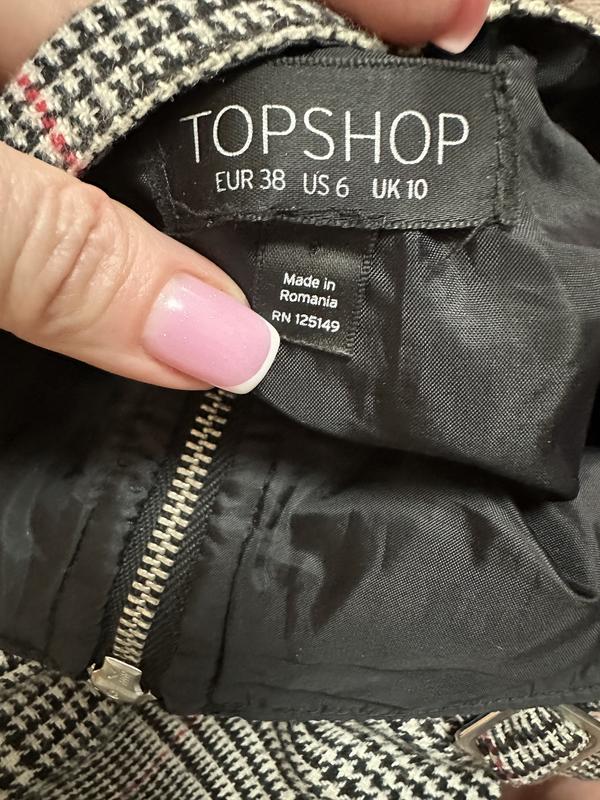 TOPSHOP
EUR 38 US 6 UK 10
Made in
Romania
RN 125149